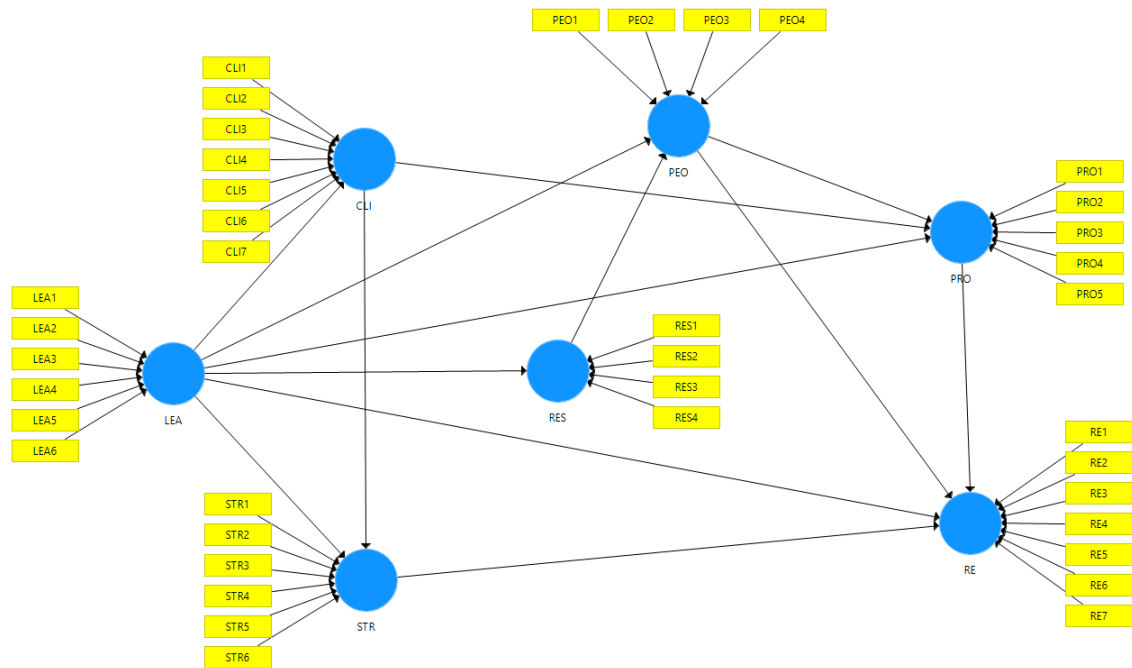 PEO1
PEO2
PEO3
PEO4
CLI1
CLI2
CLI3
CLI4
CLI5
CLI6
CLI7
CLI
PEO
PRO1
PRO2
PRO3
PRO4
PRO5
PRO
LEA1
LEA2
LEA3
LEA4
LEA5
LEA6
LEA
RES1
RES2
RES3
RES4
RES
STR1
STR2
STR3
STR4
STR5
STR6
STR
RE1
RE2
RE3
RE4
RE5
RE6
RE7
RE